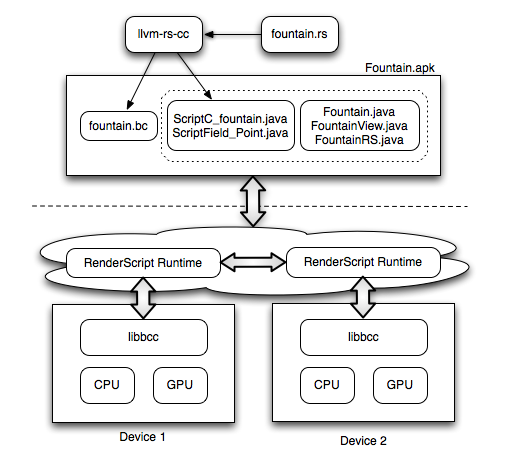 llvm-rs-cc
fountain.rs
Fountain.apk
fountain.bc
ScriptC_fountain.java
ScriptField_Point.java
Fountain.java
FountainView.java
FountainRS.java
RenderScript Runtime
RenderScript Runtime
libbcc
CPU
GPU
libbcc
CPU
GPU
Device 1
Device 2